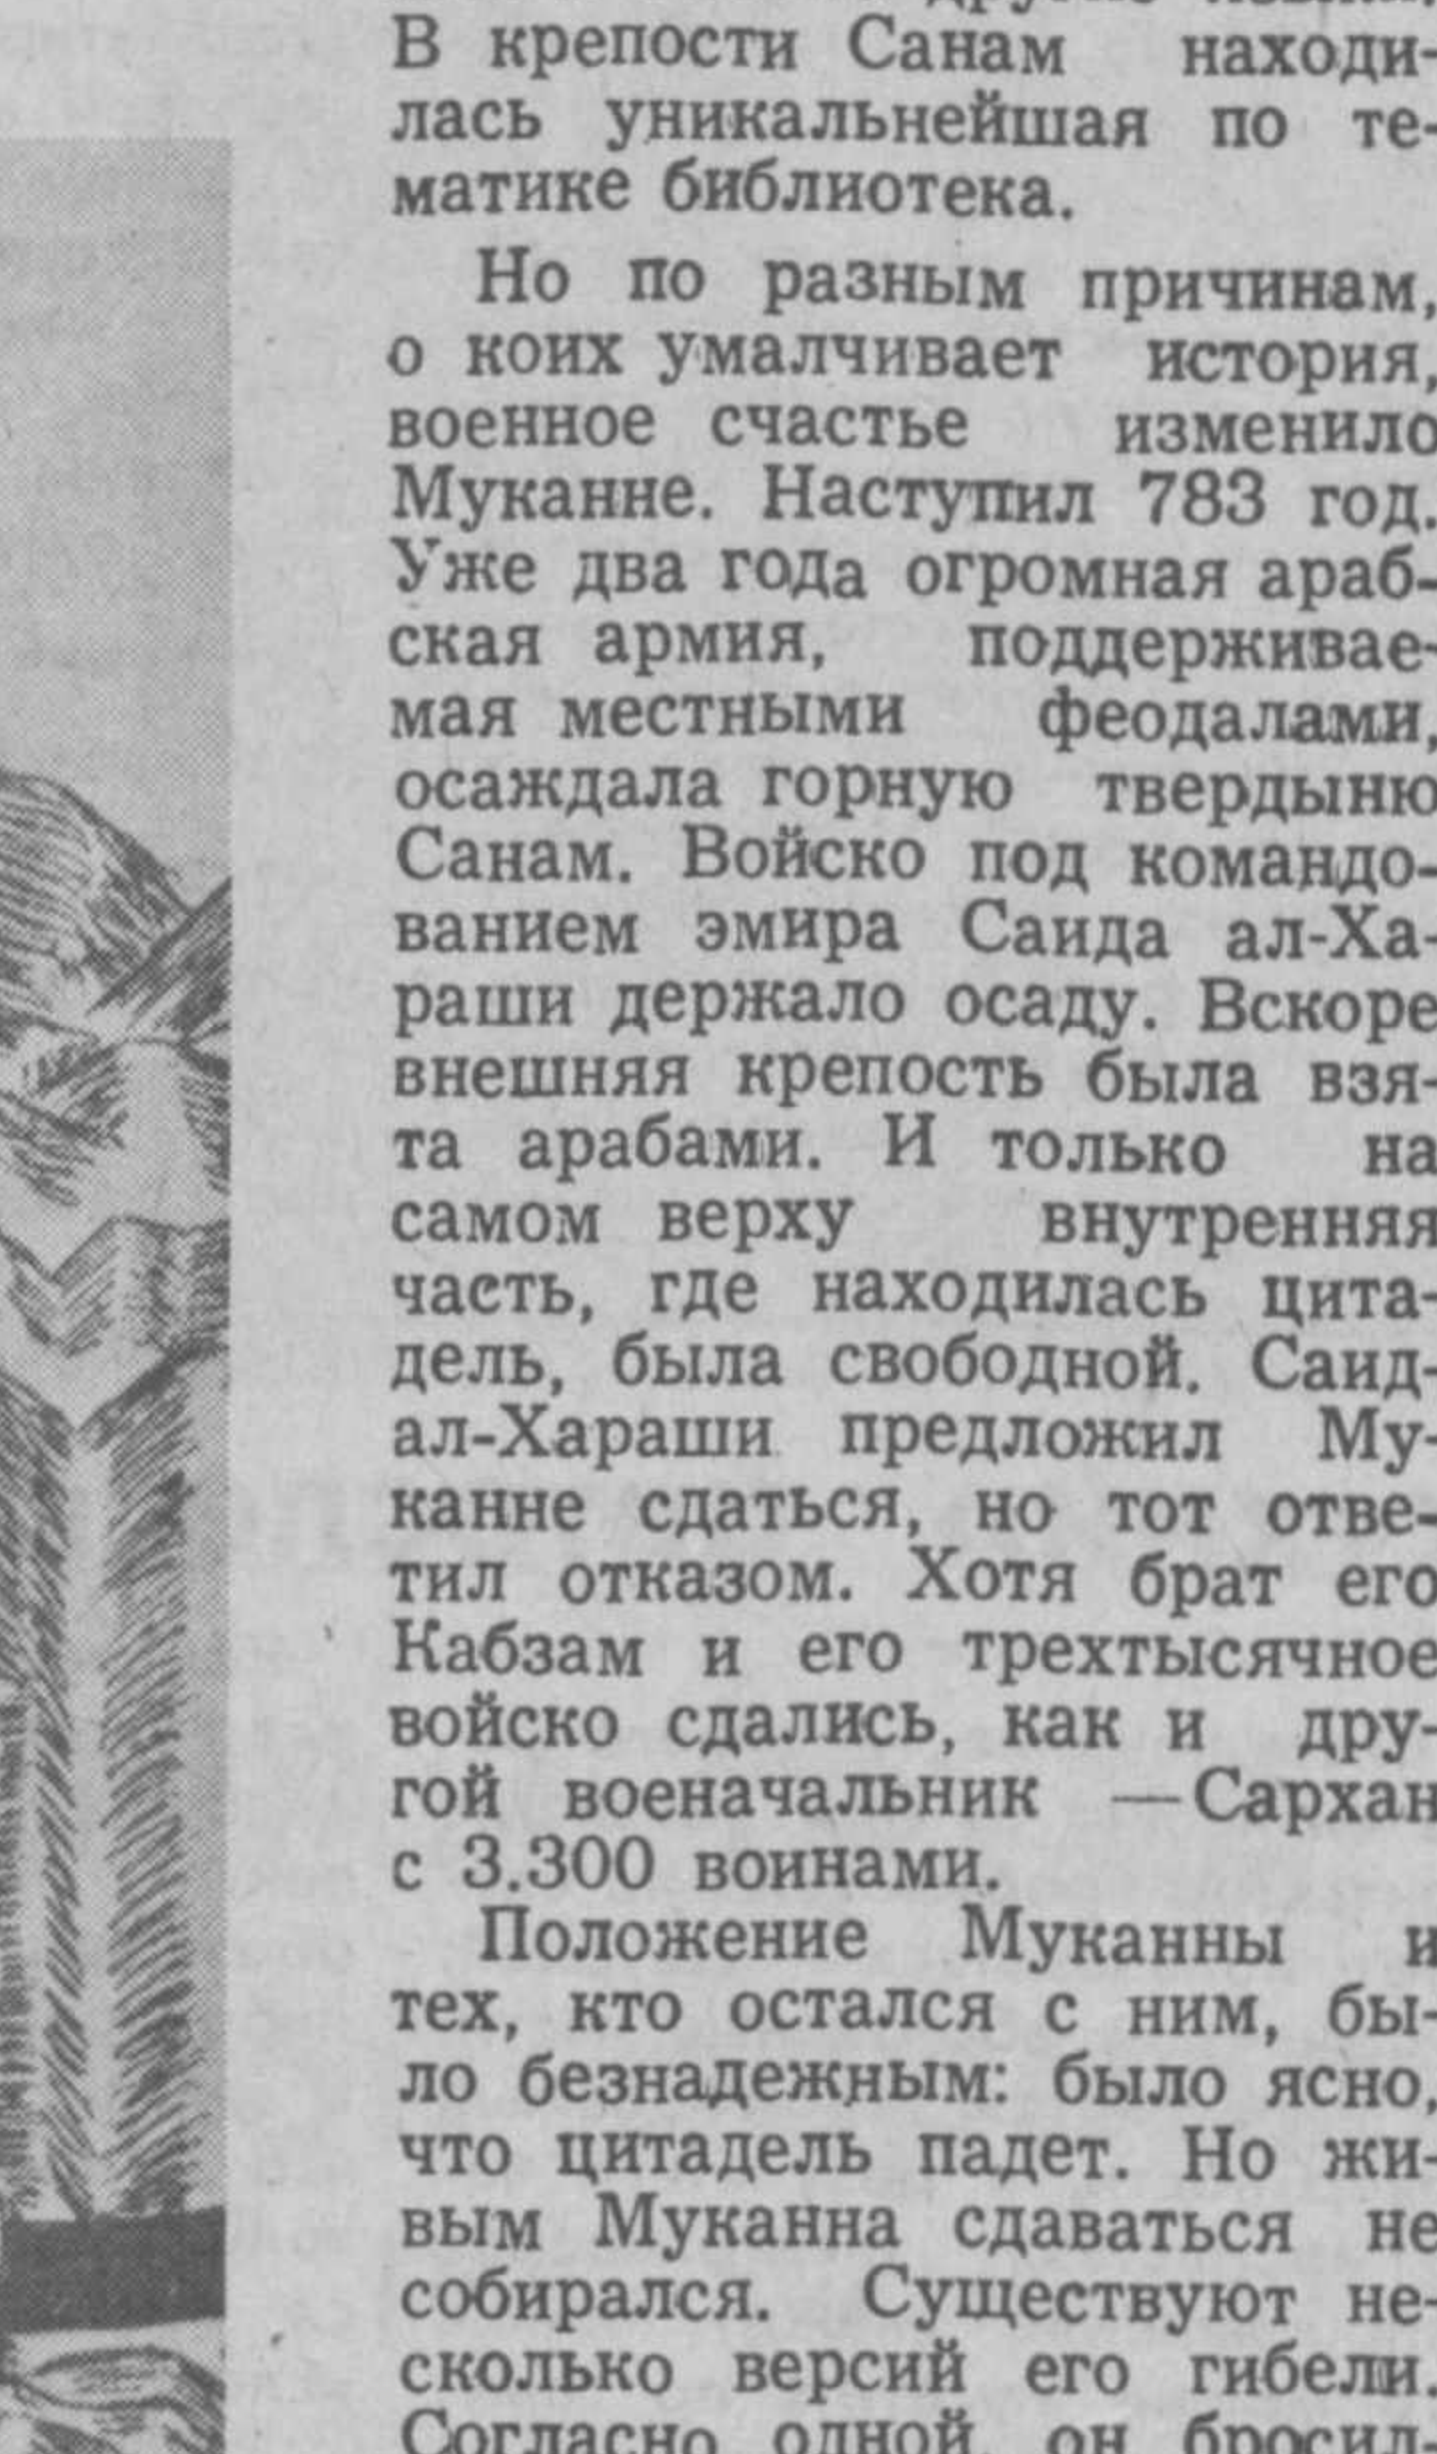 другие языки.
В крепости Санам находи-
лась уникальнейшая по те-
матике библиотека.
Но по разным причинам,
о коих умалчивает история,
военное счастье изменило
Муканне. Наступил 783 год.
Уже два года огромная араб-
ская армия, поддерживае-
мая местными феодалами,
осаждала горную твердыню
Санам. Войско под командо-
ванием эмира Саида ал-Ха-
раши держало осаду. Вскоре
внешняя крепость была взя-
та арабами. И только на
самом верху внутренняя
часть, где находилась цита-
дель, была свободной. Саид-
ал-Хараши предложил Му-
канне сдаться, но тот отве-
тил отказом. Хотя брат его
Кабзам и его трехтысячное
войско сдались, как и дру-
гой военачальник — Сархан
с 3.300 воинами.
Положение Муканны и
тех, кто остался с ним, бы-
ло безнадежным: было ясно,
что цитадель падет. Но жи-
вым Муканна сдаваться не
собирался. Существуют не-
сколько версий его гибели.
Согласно одной, он бросил-